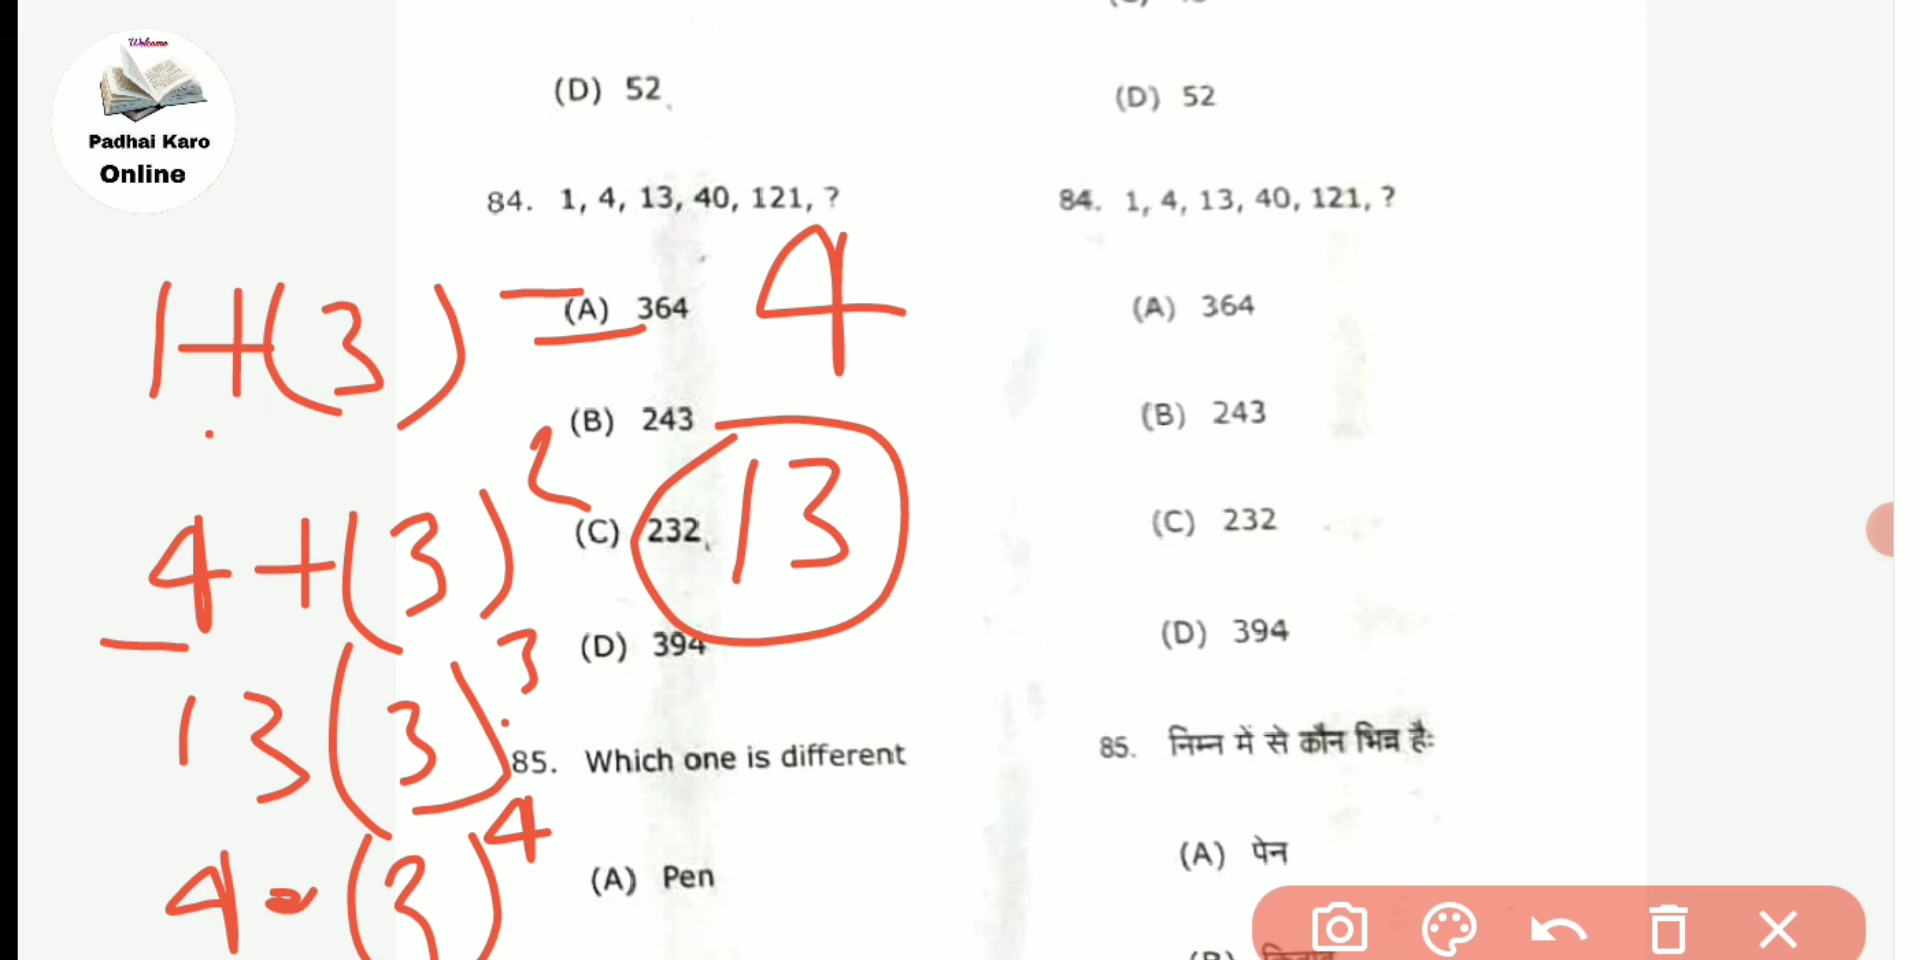 Welcome
Padhai Karo
Online
(D) 52
84. 1, 4, 13, 40, 121, ?
(A) 364
(B) 243
(C) 232
(D) 394
85. Which one is different
(A) Pen
(D) 52
84. 1, 4, 13, 40, 121, ?
(A) 364
(B) 243
(C) 232
(D) 394
85. निम्न में से कौन भिन्न है:
(A) पेन
1+(3) = 4
4+(3)2 13
13(3)3
4 (3)4